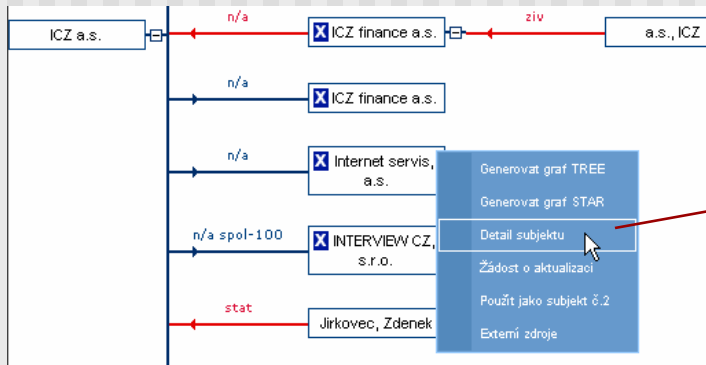 n/a
ziv
ICZ a.s.
X ICZ finance a.s.
a.s., ICZ
n/a
X ICZ finance a.s.
n/a
X Internet servis,
a.s.
n/a spol-100
X INTERVIEW CZ,
s.r.o.
stat
Jirkovec, Zdenek
Generovat graf TREE
Generovat graf STAR
Detail subjektu
Žádost o aktualizaci
Použít jako subjekt č.2
Externí zdroje